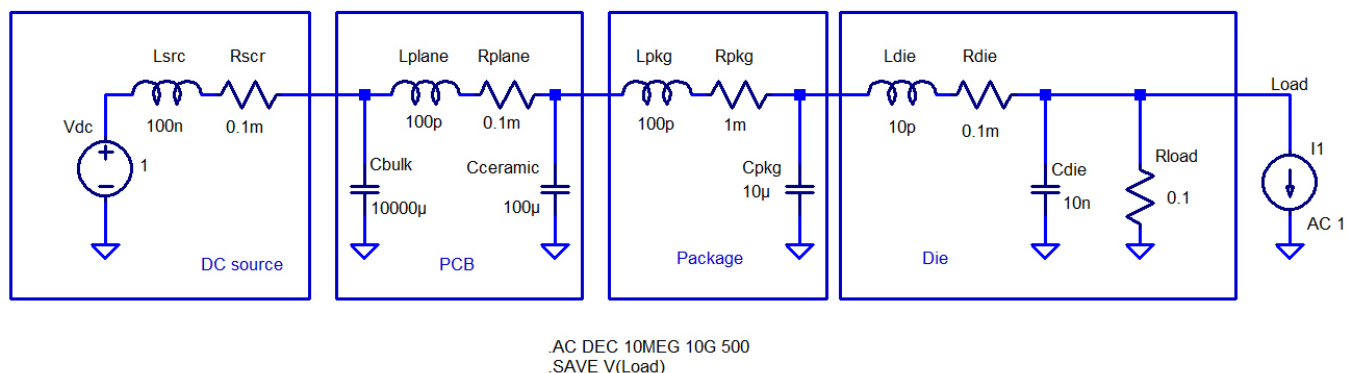 Lsrc Rscr Lplane Rplane Lpkg Rpkg Ldie Rdie Load
100n 0.1m 100p 0.1m 100p 1m 10p 0.1m
Vdc 1
+
−
Cbulk 10000µ
Cceramic 100µ
Cpkg 10µ
Cdie 10n
Rload 0.1
I1
AC 1
DC source PCB Package Die
.AC DEC 10MEG 10G 500
.SAVE V(Load)